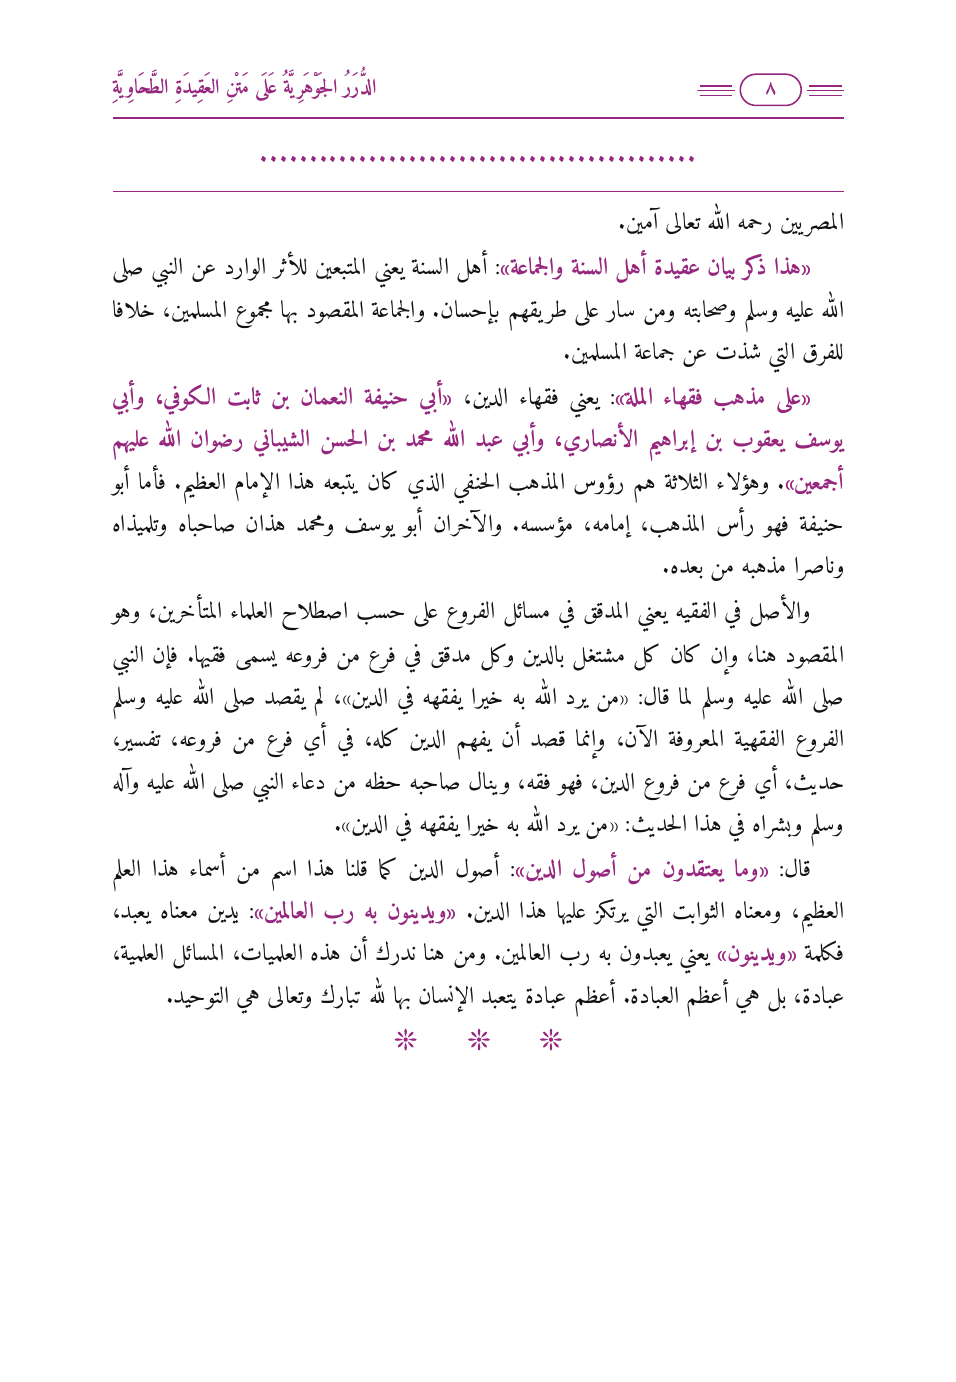 ٨
الدُّرَرُ الجَوْهَرِيَّةُ عَلَى مَتْنِ العَقِيدَةِ الطَّحَاوِيَّةِ
المصريين رحمه الله تعالى آمين.
«هذا ذكر بيان عقيدة أهل السنة والجماعة»: أهل السنة يعني المتبعين للأثر الوارد عن النبي صلى
الله عليه وسلم وصحابته ومن سار على طريقهم بإحسان. والجماعة المقصود بها مجموع المسلمين، خلافا
للفرق التي شذت عن جماعة المسلمين.
«على مذهب فقهاء الملة»: يعني فقهاء الدين، «أبي حنيفة النعمان بن ثابت الكوفي، وأبي
يوسف يعقوب بن إبراهيم الأنصاري، وأبي عبد الله محمد بن الحسن الشيباني رضوان الله عليهم
أجمعين». وهؤلاء الثلاثة هم رؤوس المذهب الحنفي الذي كان يتبعه هذا الإمام العظيم. فأما أبو
حنيفة فهو رأس المذهب، إمامه، مؤسسه. والآخران أبو يوسف ومحمد هذان صاحباه وتلميذاه
وناصرا مذهبه من بعده.
والأصل في الفقيه يعني المدقق في مسائل الفروع على حسب اصطلاح العلماء المتأخرين، وهو
المقصود هنا، وإن كان كل مشتغل بالدين وكل مدقق في فرع من فروعه يسمى فقيها. فإن النبي
صلى الله عليه وسلم لما قال: «من يرد الله به خيرا يفقهه في الدين»، لم يقصد صلى الله عليه وسلم
الفروع الفقهية المعروفة الآن، وإنما قصد أن يفهم الدين كله، في أي فرع من فروعه، تفسير،
حديث، أي فرع من فروع الدين، فهو فقه، وينال صاحبه حظه من دعاء النبي صلى الله عليه وآله
وسلم وبشراه في هذا الحديث: «من يرد الله به خيرا يفقهه في الدين».
قال: «وما يعتقدون من أصول الدين»: أصول الدين كما قلنا هذا اسم من أسماء هذا العلم
العظيم، ومعناه الثوابت التي يرتكز عليها هذا الدين. «ويدينون به رب العالمين»: يدين معناه يعبد،
فكلمة «ويدينون» يعني يعبدون به رب العالمين. ومن هنا ندرك أن هذه العلميات، المسائل العلمية،
عبادة، بل هي أعظم العبادة. أعظم عبادة يتعبد الإنسان بها لله تبارك وتعالى هي التوحيد.